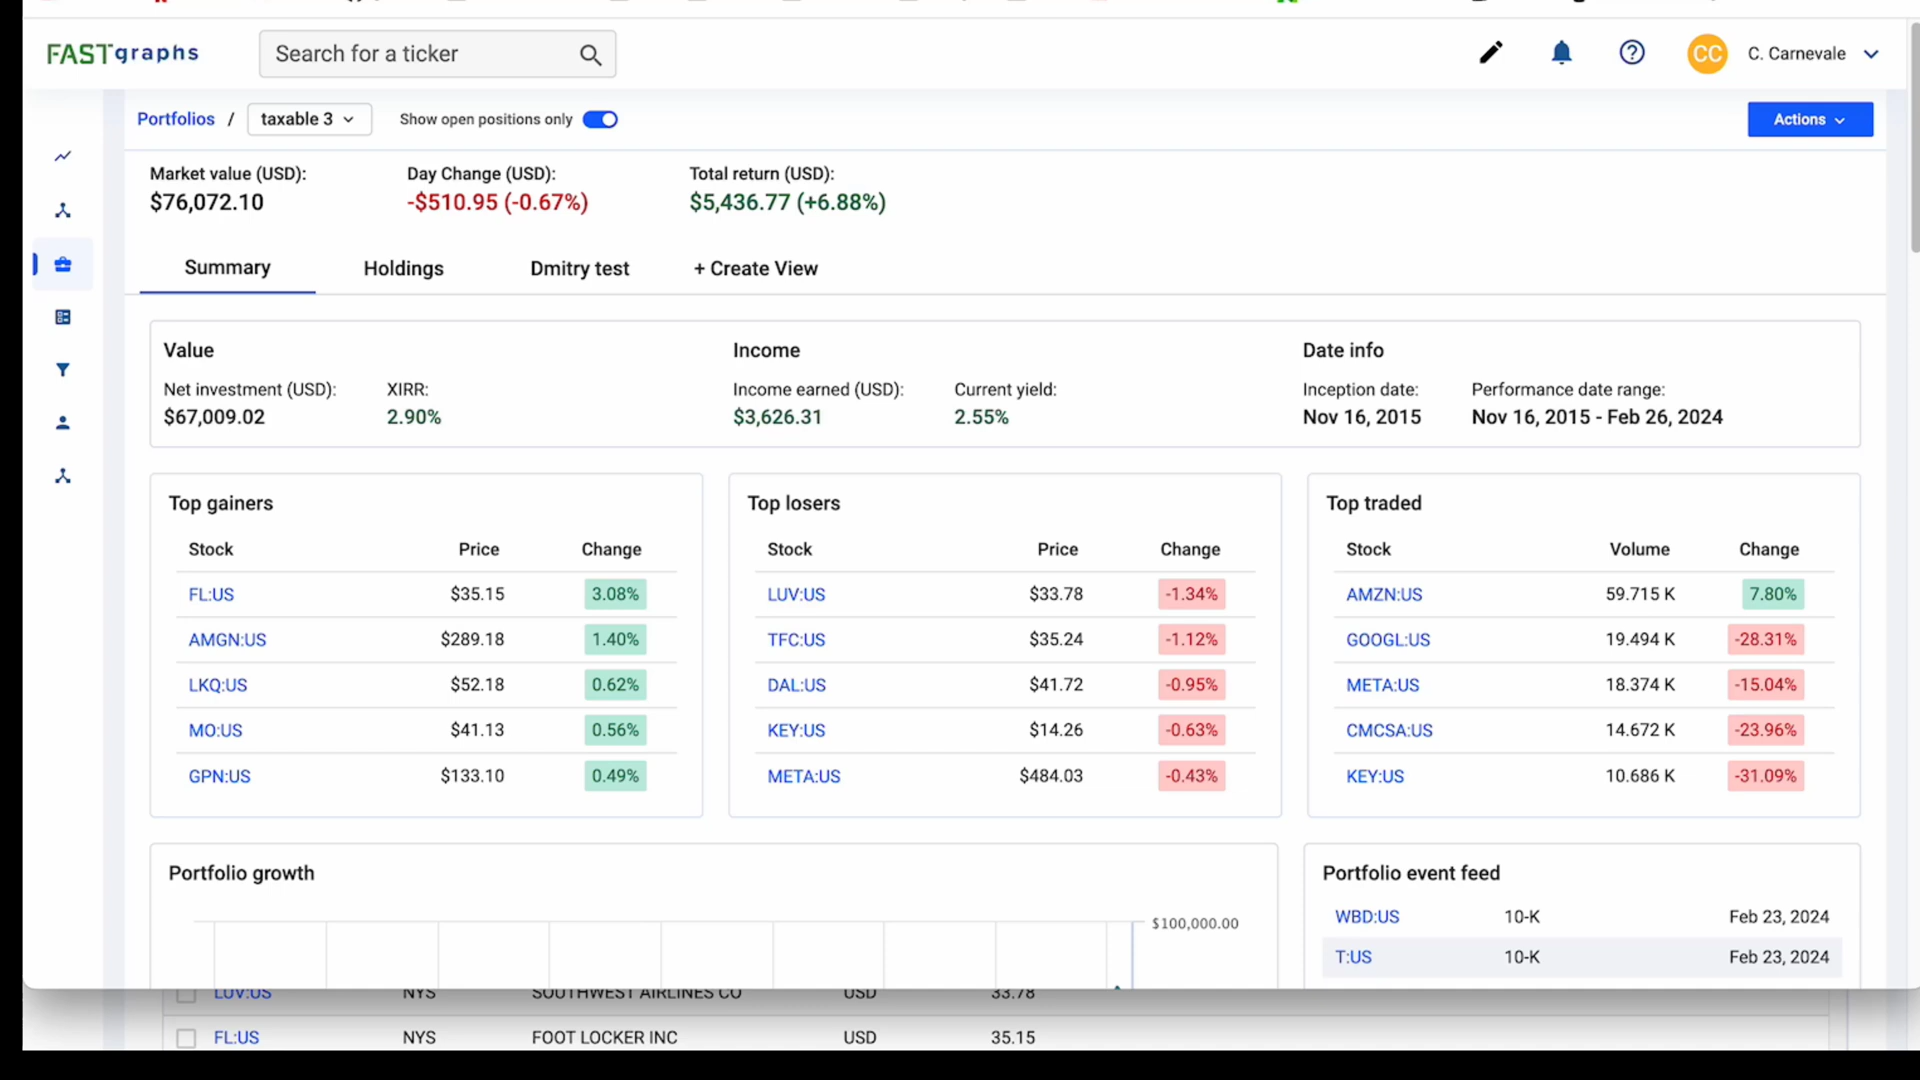 FASTgraphs
Search for a ticker
CC
C. Carnevale
Portfolios / taxable 3
Show open positions only
Actions
Market value (USD):
Day Change (USD):
Total return (USD):
$76,072.10
-$510.95 (-0.67%)
$5,436.77 (+6.88%)
Summary
Holdings
Dmitry test
+ Create View
Value
Income
Date info
Net investment (USD):
XIRR:
Income earned (USD):
Current yield:
Inception date:
Performance date range:
$67,009.02
2.90%
$3,626.31
2.55%
Nov 16, 2015
Nov 16, 2015 - Feb 26, 2024
Top gainers
Stock Price Change
FL:US $35.15 3.08%
AMGN:US $289.18 1.40%
LKQ:US $52.18 0.62%
MO:US $41.13 0.56%
GPN:US $133.10 0.49%
Top losers
Stock Price Change
LUV:US $33.78 -1.34%
TFC:US $35.24 -1.12%
DAL:US $41.72 -0.95%
KEY:US $14.26 -0.63%
META:US $484.03 -0.43%
Top traded
Stock Volume Change
AMZN:US 59.715 K 7.80%
GOOGL:US 19.494 K -28.31%
META:US 18.374 K -15.04%
CMCSA:US 14.672 K -23.96%
KEY:US 10.686 K -31.09%
Portfolio growth
$100,000.00
Portfolio event feed
WBD:US 10-K Feb 23, 2024
T:US 10-K Feb 23, 2024
LUV:US NYS SOUTHWEST AIRLINES CO USD 33.78
FL:US NYS FOOT LOCKER INC USD 35.15